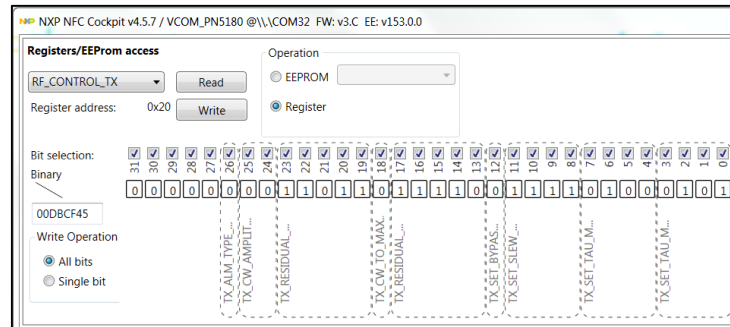 NXP NFC Cockpit v4.5.7 / VCOM_PN5180 @\\.\COM32 FW: v3.C EE: v153.0.0
Registers/EEProm access
Operation
RF_CONTROL_TX
Read
EEPROM
Register address: 0x20
Write
Register
Bit selection:
31 30 29 28 27 26 25 24 23 22 21 20 19 18 17 16 15 14 13 12 11 10 9 8 7 6 5 4 3 2 1 0
Binary
0 0 0 0 0 0 0 0 1 1 0 1 1 0 1 1 1 1 0 0 1 1 1 1 0 1 0 0 0 1 0 1
00DBCF45
Write Operation
All bits
Single bit
TX_ALM_TYPE_...
TX_CW_AMPLIT...
TX_RESIDUAL_...
TX_CW_TO_MAX...
TX_RESIDUAL_...
TX_SET_BYPAS...
TX_SET_SLEW_...
TX_SET_TAU_M...
TX_SET_TAU_M...